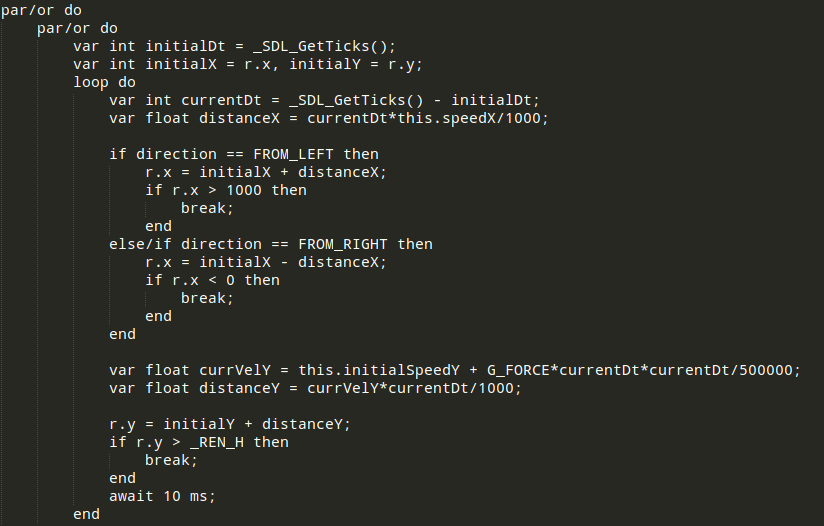 par/or do
    par/or do
        var int initialDt = _SDL_GetTicks();
        var int initialX = r.x, initialY = r.y;
        loop do
            var int currentDt = _SDL_GetTicks() - initialDt;
            var float distanceX = currentDt*this.speedX/1000;

            if direction == FROM_LEFT then
                r.x = initialX + distanceX;
                if r.x > 1000 then
                    break;
                end
            else/if direction == FROM_RIGHT then
                r.x = initialX - distanceX;
                if r.x < 0 then
                    break;
                end
            end

            var float currVelY = this.initialSpeedY + G_FORCE*currentDt*currentDt/500000;
            var float distanceY = currVelY*currentDt/1000;

            r.y = initialY + distanceY;
            if r.y > _REN_H then
                break;
            end
            await 10 ms;
        end